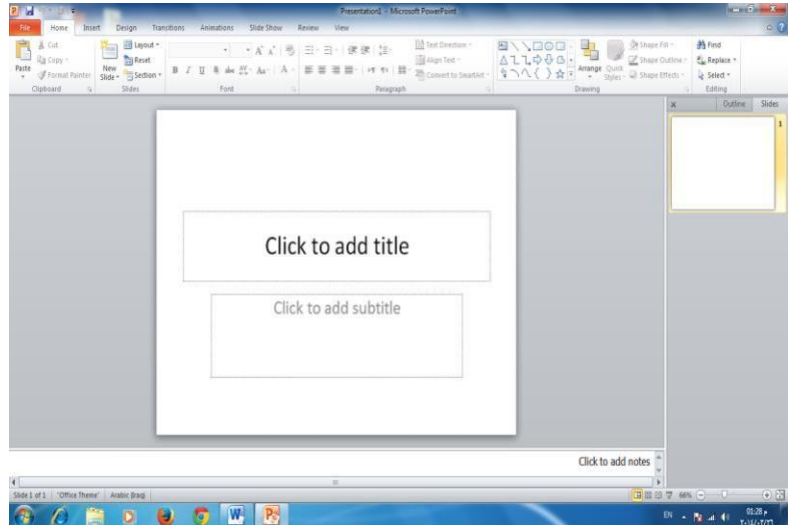 Presentation1 - Microsoft PowerPoint
File Home Insert Design Transitions Animations Slide Show Review View
Cut
Copy
Format Painter
Paste
Clipboard
New Slide
Layout
Reset
Section
Slides
B I U S abc AV Aa A
Font
Text Direction
Align Text
Convert to SmartArt
Paragraph
Arrange
Quick Styles
Shape Fill
Shape Outline
Shape Effects
Drawing
Find
Replace
Select
Editing
Outline Slides
1
Click to add title
Click to add subtitle
Click to add notes
Slide 1 of 1 "Office Theme" Arabic (Iraq) 66%
EN 01:28 م